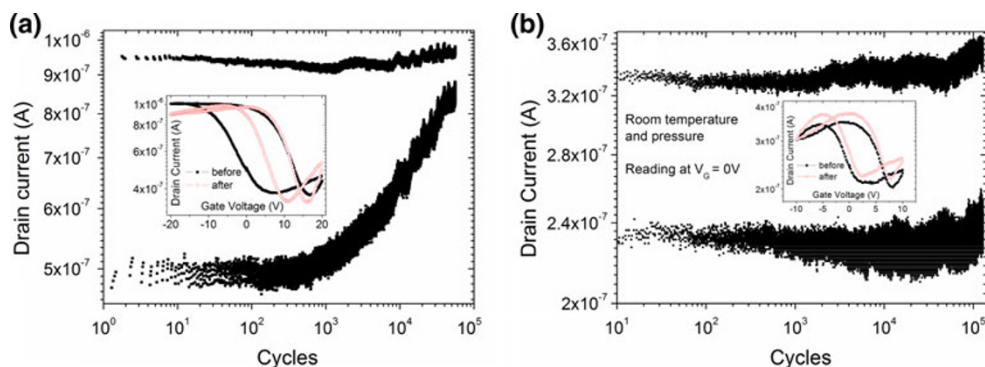 (a)
1x10⁻⁶
9x10⁻⁷
8x10⁻⁷
7x10⁻⁷
6x10⁻⁷
5x10⁻⁷
Drain current (A)
10⁰ 10¹ 10² 10³ 10⁴ 10⁵
Cycles
1x10⁻⁶
8x10⁻⁷
6x10⁻⁷
4x10⁻⁷
Drain Current (A)
before
after
-20 -10 0 10 20
Gate Voltage (V)
(b)
3.6x10⁻⁷
3.2x10⁻⁷
2.8x10⁻⁷
2.4x10⁻⁷
2x10⁻⁷
Drain Current (A)
10¹ 10² 10³ 10⁴ 10⁵
Cycles
Room temperature
and pressure
Reading at V_G = 0V
4x10⁻⁷
3x10⁻⁷
2x10⁻⁷
Drain Current (A)
before
after
-10 -5 0 5 10
Gate Voltage (V)